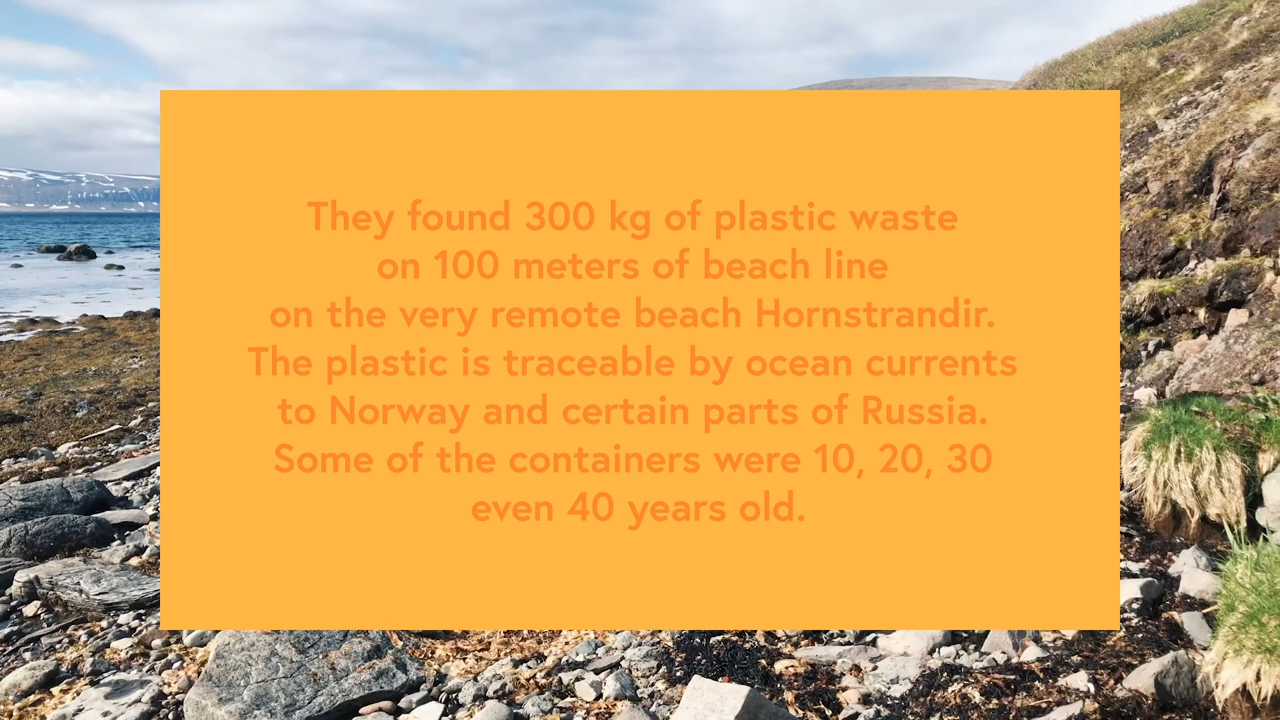 They found 300 kg of plastic waste
on 100 meters of beach line
on the very remote beach Hornstrandir.
The plastic is traceable by ocean currents
to Norway and certain parts of Russia.
Some of the containers were 10, 20, 30
even 40 years old.